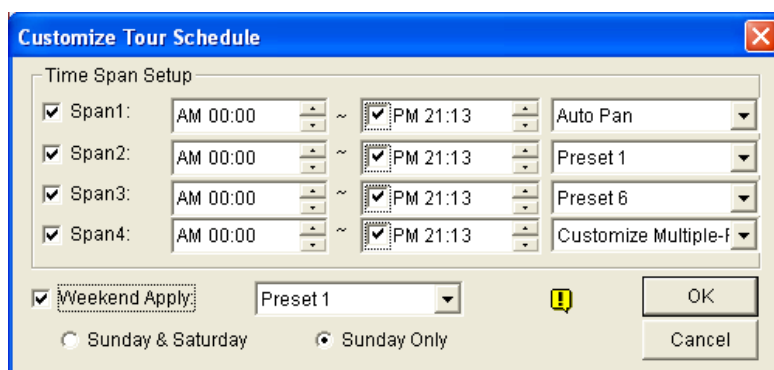 Customize Tour Schedule
Time Span Setup
Span1: AM 00:00 ~ PM 21:13 Auto Pan
Span2: AM 00:00 ~ PM 21:13 Preset 1
Span3: AM 00:00 ~ PM 21:13 Preset 6
Span4: AM 00:00 ~ PM 21:13 Customize Multiple-
Weekend Apply: Preset 1 OK
Sunday & Saturday Sunday Only Cancel